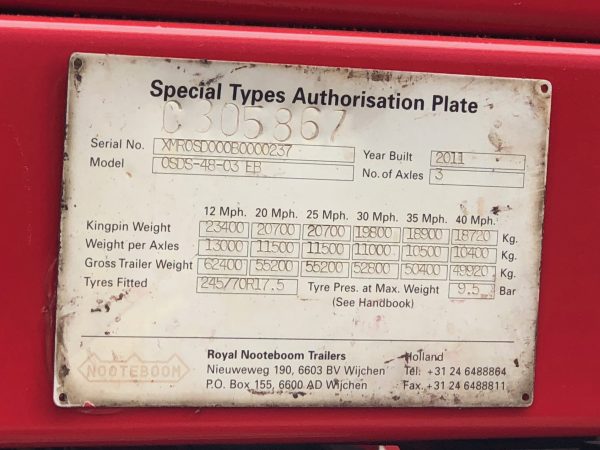 Special Types Authorisation Plate
C305867
Serial No. XMR0SD000B0000237 Year Built 2011
Model OSDS-48-03 EB No. of Axles 3
12 Mph. 20 Mph. 25 Mph. 30 Mph. 35 Mph. 40 Mph.
Kingpin Weight 23400 20700 20700 19800 18900 18720 Kg.
Weight per Axles 13000 11500 11500 11000 10500 10400 Kg.
Gross Trailer Weight 62400 55200 55200 52800 50400 49920 Kg.
Tyres Fitted 245/70R17.5 Tyre Pres. at Max. Weight 9.5 Bar
(See Handbook)
NOOTEBOOM
Royal Nooteboom Trailers Holland
Nieuweweg 190, 6603 BV Wijchen Tel: +31 24 6488864
P.O. Box 155, 6600 AD Wijchen Fax. +31 24 6488811